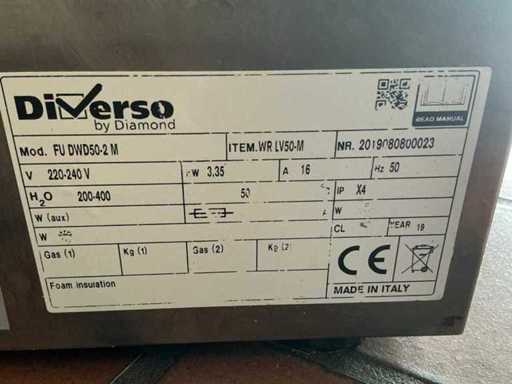 DiVerso
by Diamond
READ MANUAL
Mod. FU DWD50-2 M ITEM. WR LV50-M NR. 2019080800023
V 220-240 V KW 3,35 A 16 Hz 50
H2O 200-400 50 IP X4
W (aux) A W
W CL YEAR 19
Gas (1) Kg (1) Gas (2) Kg (2)
Foam insulation
CE
MADE IN ITALY